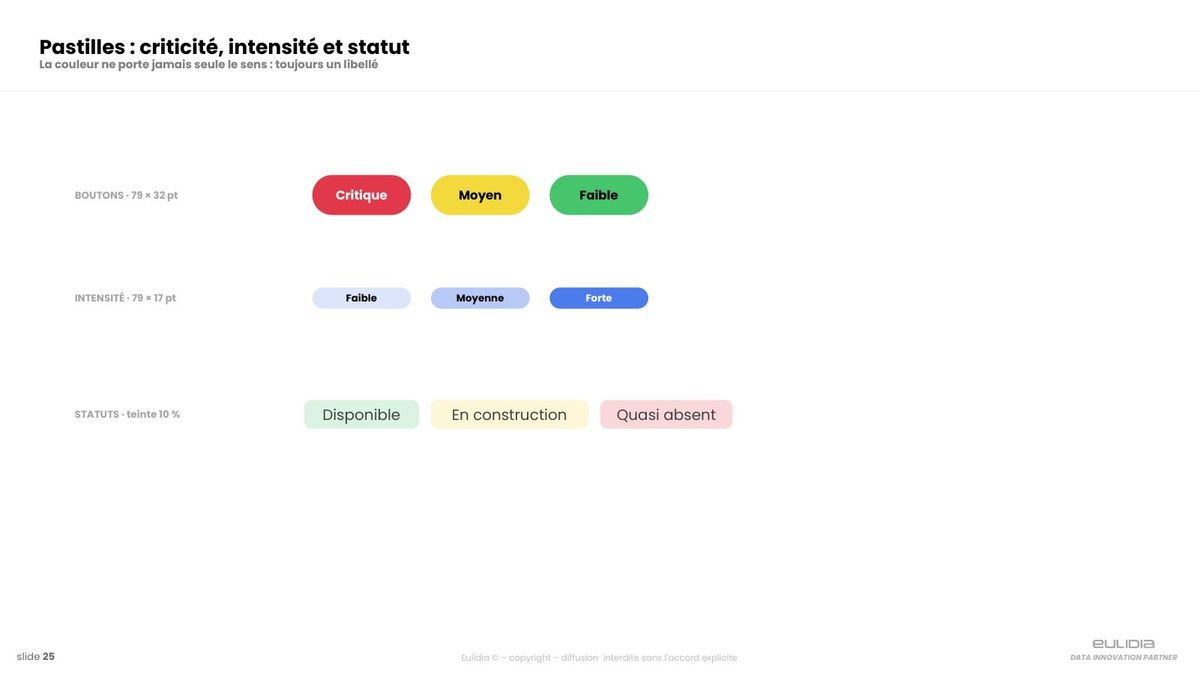 Pastilles : criticité, intensité et statut
La couleur ne porte jamais seule le sens : toujours un libellé
BOUTONS · 79 × 32 pt
Critique
Moyen
Faible
INTENSITÉ · 79 × 17 pt
Faible
Moyenne
Forte
STATUTS · teinte 10 %
Disponible
En construction
Quasi absent
slide 25
Eulidia © – copyright – diffusion  interdite sans l'accord explicite
EULIDIA
DATA INNOVATION PARTNER